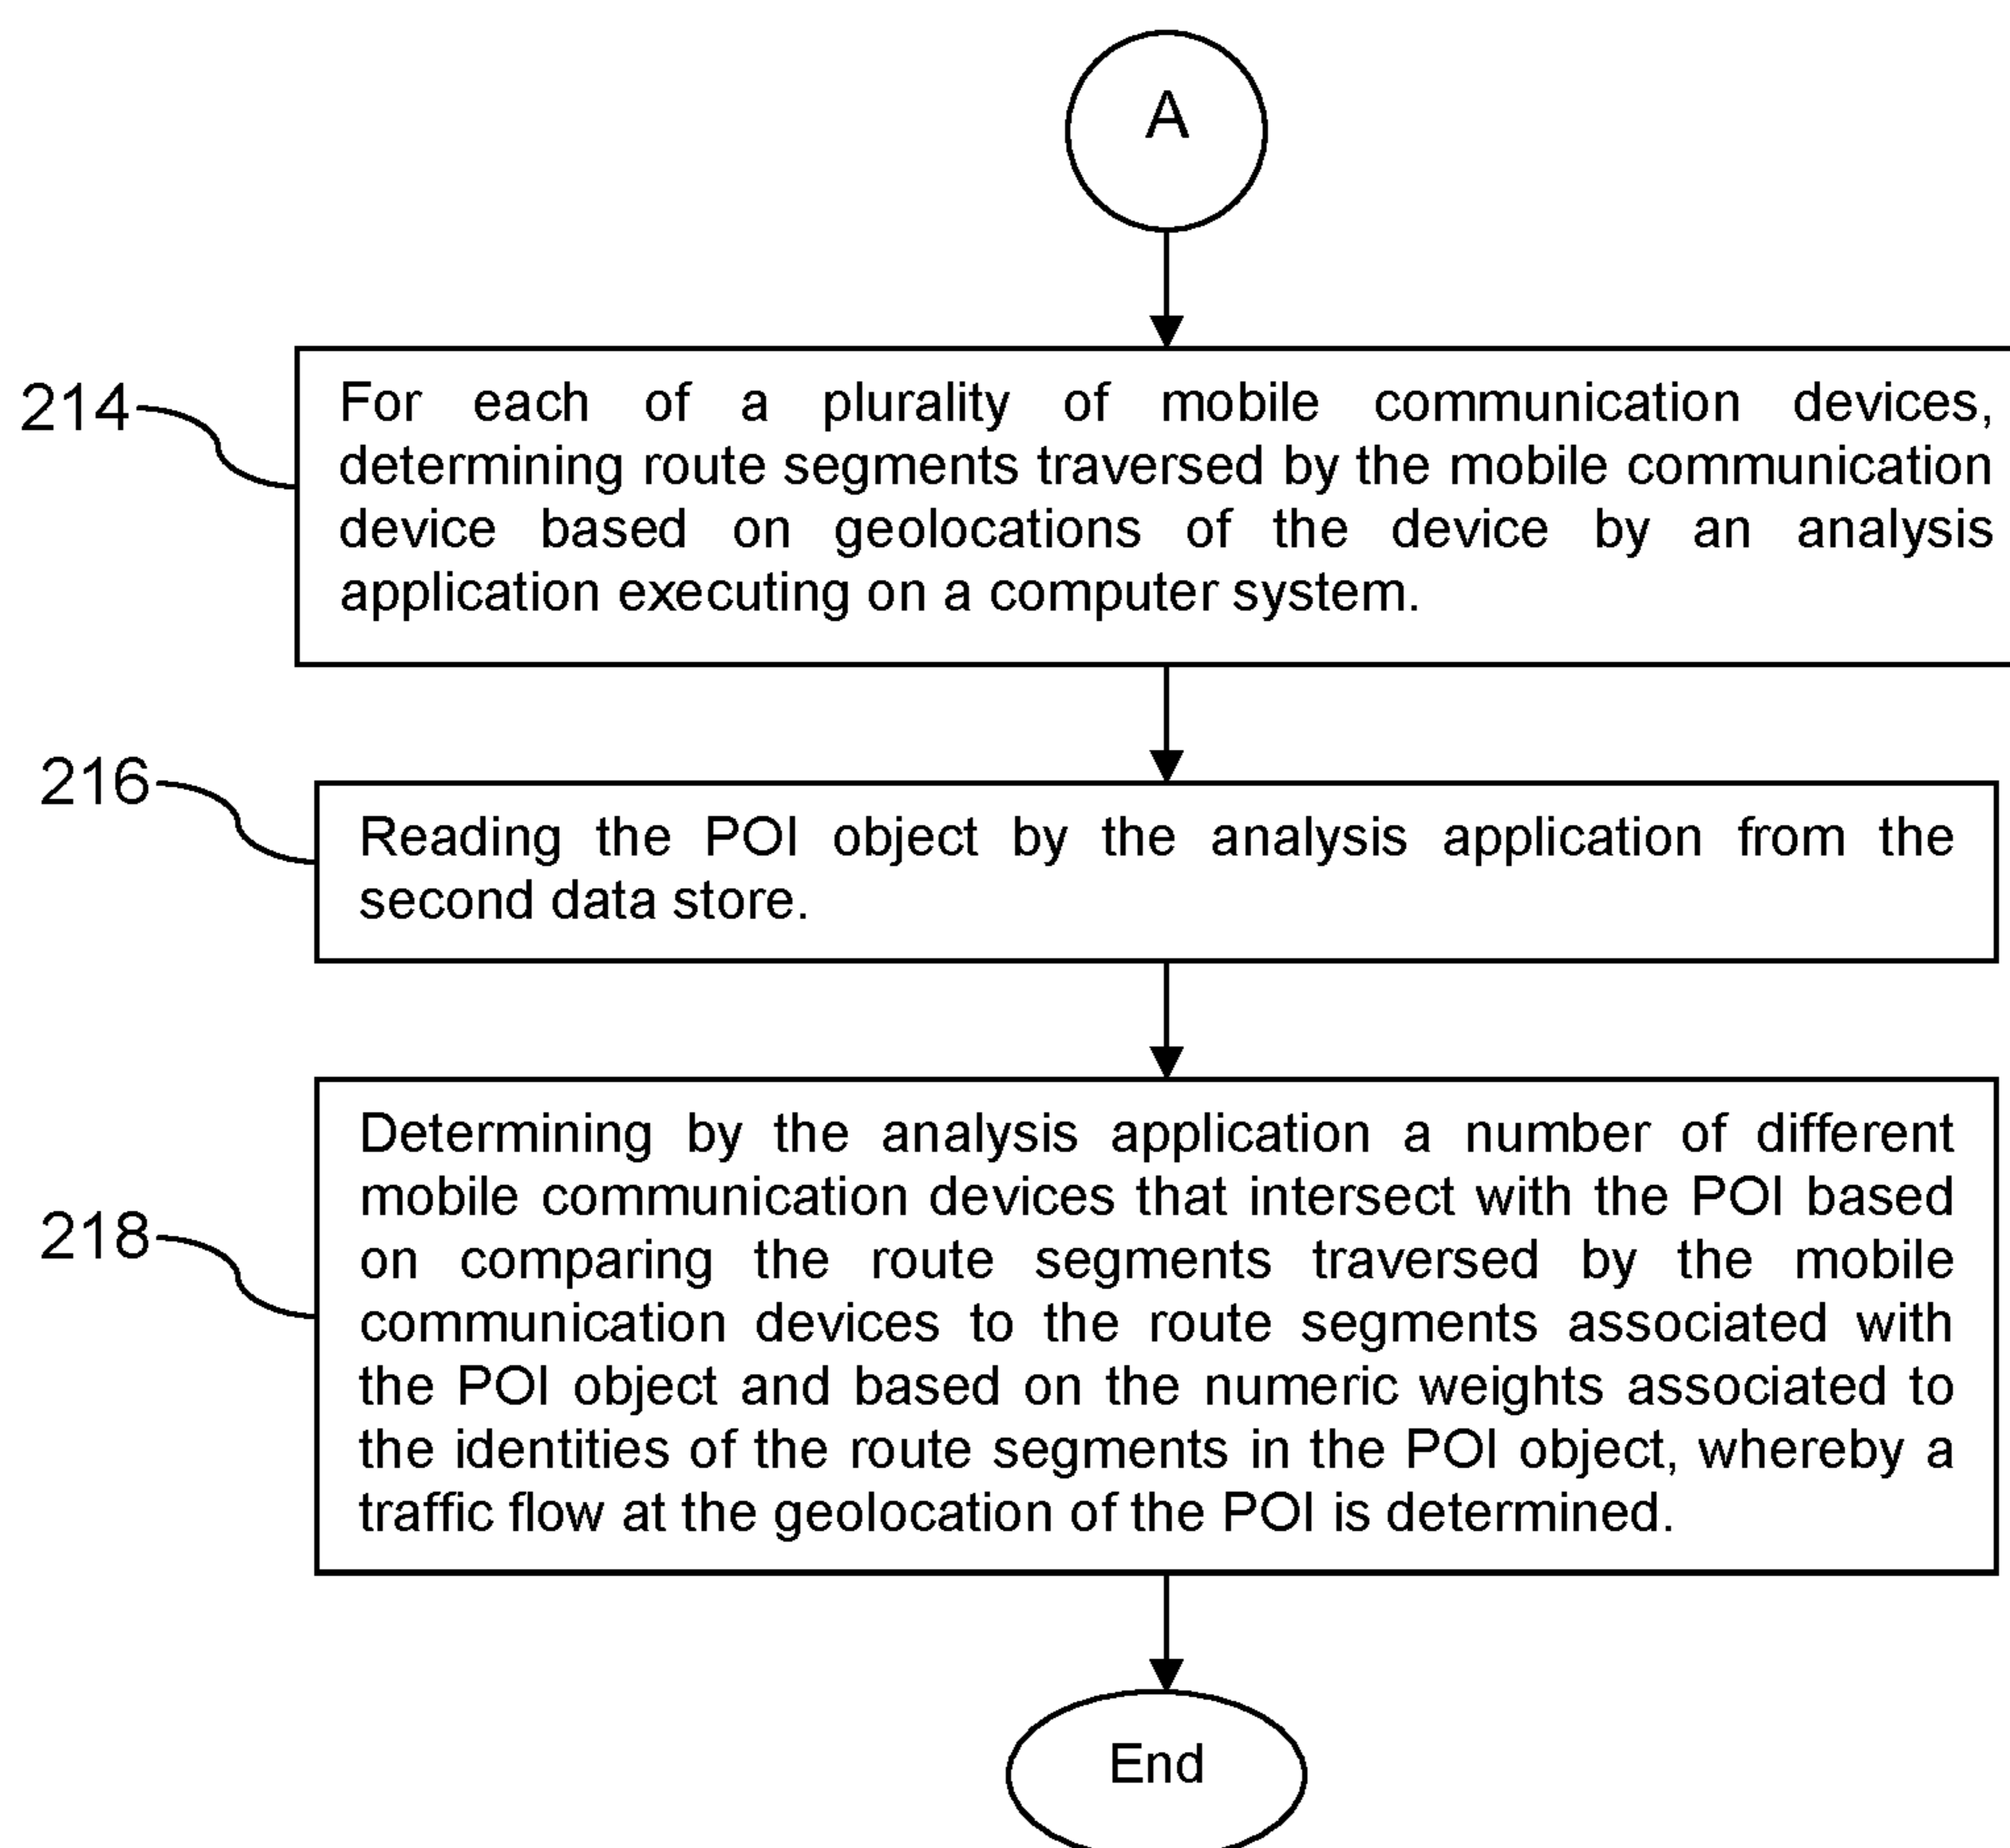 A
214
For each of a plurality of mobile communication devices,
determining route segments traversed by the mobile communication
device based on geolocations of the device by an analysis
application executing on a computer system.
216
Reading the POI object by the analysis application from the
second data store.
218
Determining by the analysis application a number of different
mobile communication devices that intersect with the POI based
on comparing the route segments traversed by the mobile
communication devices to the route segments associated with
the POI object and based on the numeric weights associated to
the identities of the route segments in the POI object, whereby a
traffic flow at the geolocation of the POI is determined.
End